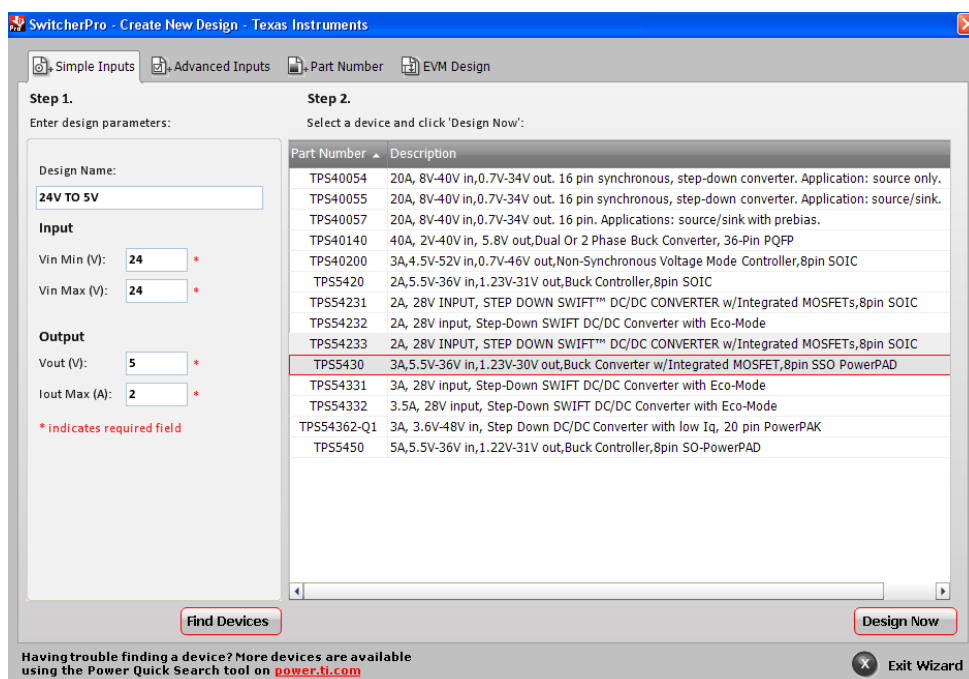 SwitcherPro - Create New Design - Texas Instruments
Simple Inputs Advanced Inputs Part Number EVM Design
Step 1.
Enter design parameters:
Design Name:
24V TO 5V
Input
Vin Min (V): 24 *
Vin Max (V): 24 *
Output
Vout (V): 5 *
Iout Max (A): 2 *
* indicates required field
Find Devices
Step 2.
Select a device and click 'Design Now':
Part Number Description
TPS40054 20A, 8V-40V in,0.7V-34V out. 16 pin synchronous, step-down converter. Application: source only.
TPS40055 20A, 8V-40V in,0.7V-34V out. 16 pin synchronous, step-down converter. Application: source/sink.
TPS40057 20A, 8V-40V in,0.7V-34V out. 16 pin. Applications: source/sink with prebias.
TPS40140 40A, 2V-40V in, 5.8V out,Dual Or 2 Phase Buck Converter, 36-Pin PQFP
TPS40200 3A,4.5V-52V in,0.7V-46V out,Non-Synchronous Voltage Mode Controller,8pin SOIC
TPS5420 2A,5.5V-36V in,1.23V-31V out,Buck Controller,8pin SOIC
TPS54231 2A, 28V INPUT, STEP DOWN SWIFT™ DC/DC CONVERTER w/Integrated MOSFETs,8pin SOIC
TPS54232 2A, 28V input, Step-Down SWIFT DC/DC Converter with Eco-Mode
TPS54233 2A, 28V INPUT, STEP DOWN SWIFT™ DC/DC CONVERTER w/Integrated MOSFETs,8pin SOIC
TPS5430 3A,5.5V-36V in,1.23V-30V out,Buck Converter w/Integrated MOSFET,8pin SSO PowerPAD
TPS54331 3A, 28V input, Step-Down SWIFT DC/DC Converter with Eco-Mode
TPS54332 3.5A, 28V input, Step-Down SWIFT DC/DC Converter with Eco-Mode
TPS54362-Q1 3A, 3.6V-48V in, Step Down DC/DC Converter with low Iq, 20 pin PowerPAK
TPS5450 5A,5.5V-36V in,1.22V-31V out,Buck Controller,8pin SO-PowerPAD
Design Now
Having trouble finding a device? More devices are available
using the Power Quick Search tool on power.ti.com
Exit Wizard